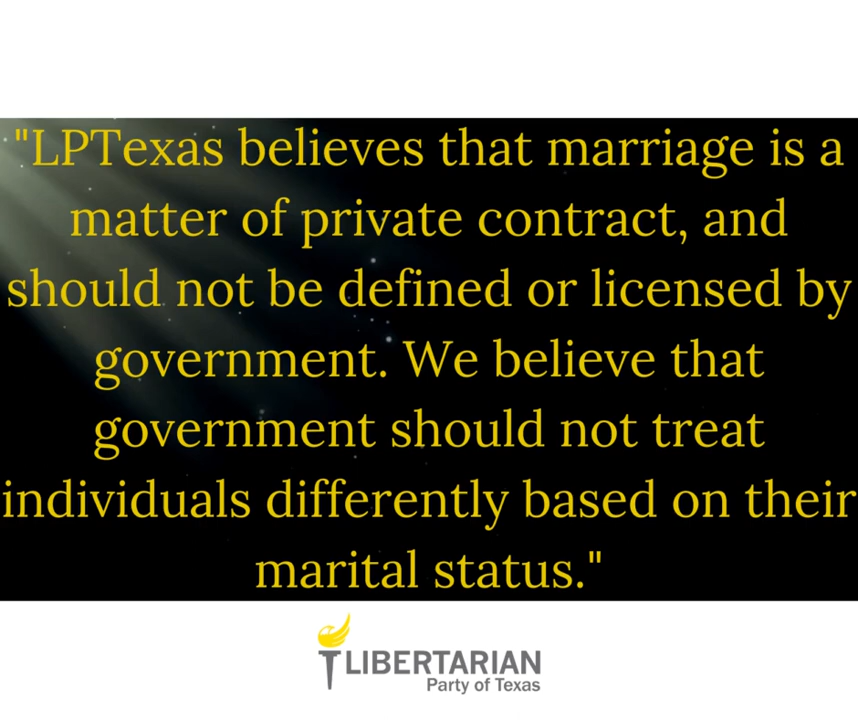 "LPTexas believes that marriage is a
matter of private contract, and
should not be defined or licensed by
government. We believe that
government should not treat
individuals differently based on their
marital status."
LIBERTARIAN
Party of Texas